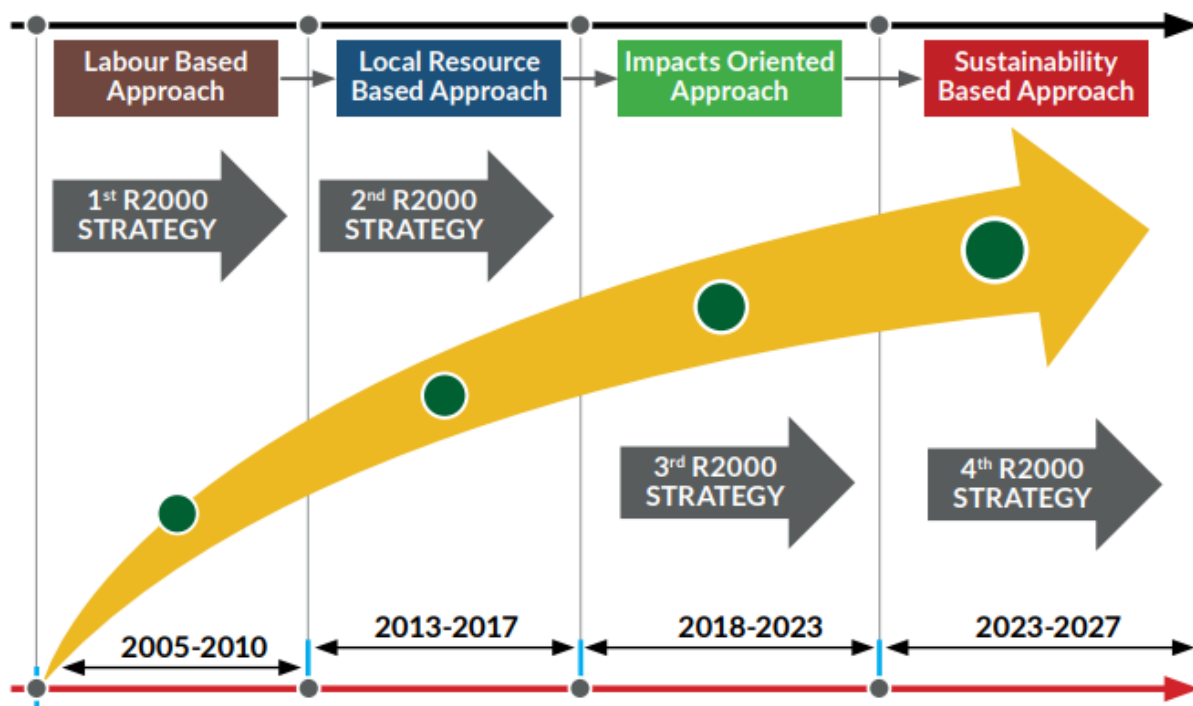 Labour Based
Approach
Local Resource
Based Approach
Impacts Oriented
Approach
Sustainability
Based Approach
1st R2000
STRATEGY
2nd R2000
STRATEGY
3rd R2000
STRATEGY
4th R2000
STRATEGY
2005-2010
2013-2017
2018-2023
2023-2027